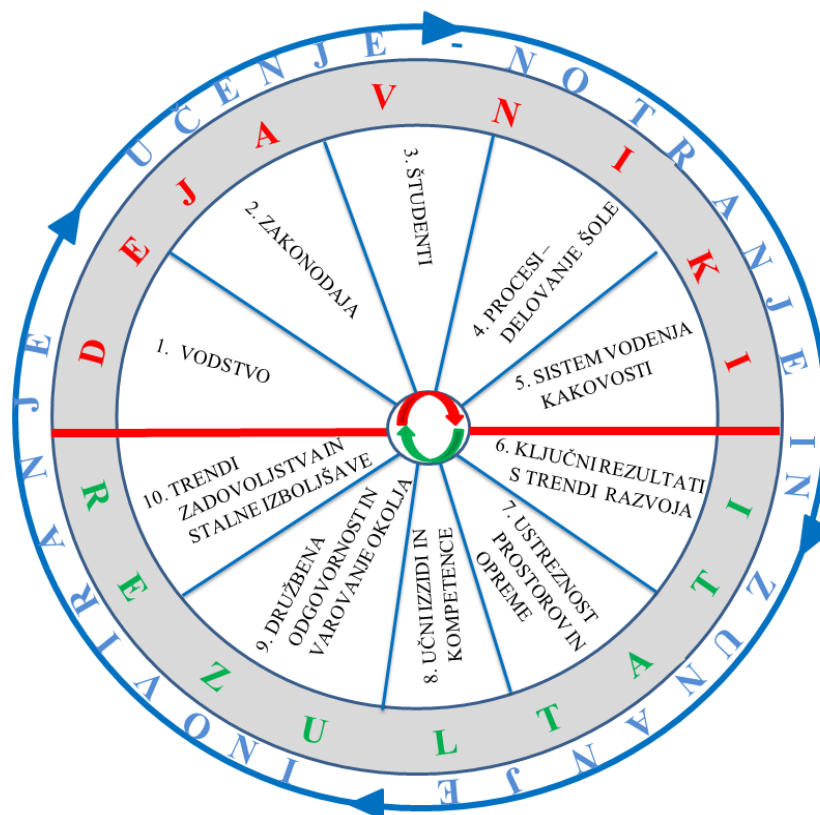 UČENJE - NOTRANJE IN ZUNANJE INOVIRANJE
DEJAVNIKI
1. VODSTVO
2. ZAKONODAJA
3. ŠTUDENTI
4. PROCESI –
DELOVANJE ŠOLE
5. SISTEM VODENJA
KAKOVOSTI
6. KLJUČNI REZULTATI
S TRENDI RAZVOJA
7. USTREZNOST
PROSTOROV IN
OPREME
8. UČNI IZZIDI IN
KOMPETENCE
9. DRUŽBENA
ODGOVORNOST IN
VAROVANJE OKOLJA
10. TRENDI
ZADOVOLJSTVA IN
STALNE IZBOLJŠAVE
REZULTATI